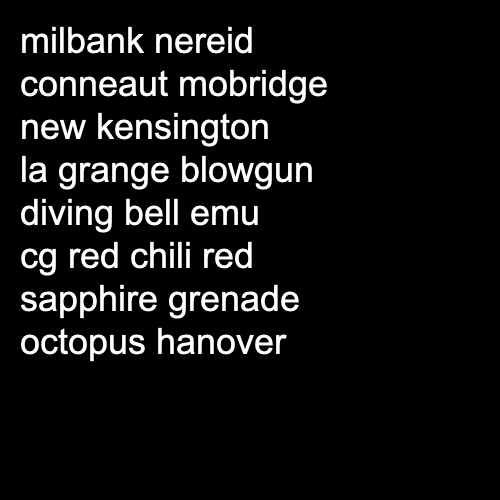 milbank nereid
conneaut mobridge
new kensington
la grange blowgun
diving bell emu
cg red chili red
sapphire grenade
octopus hanover